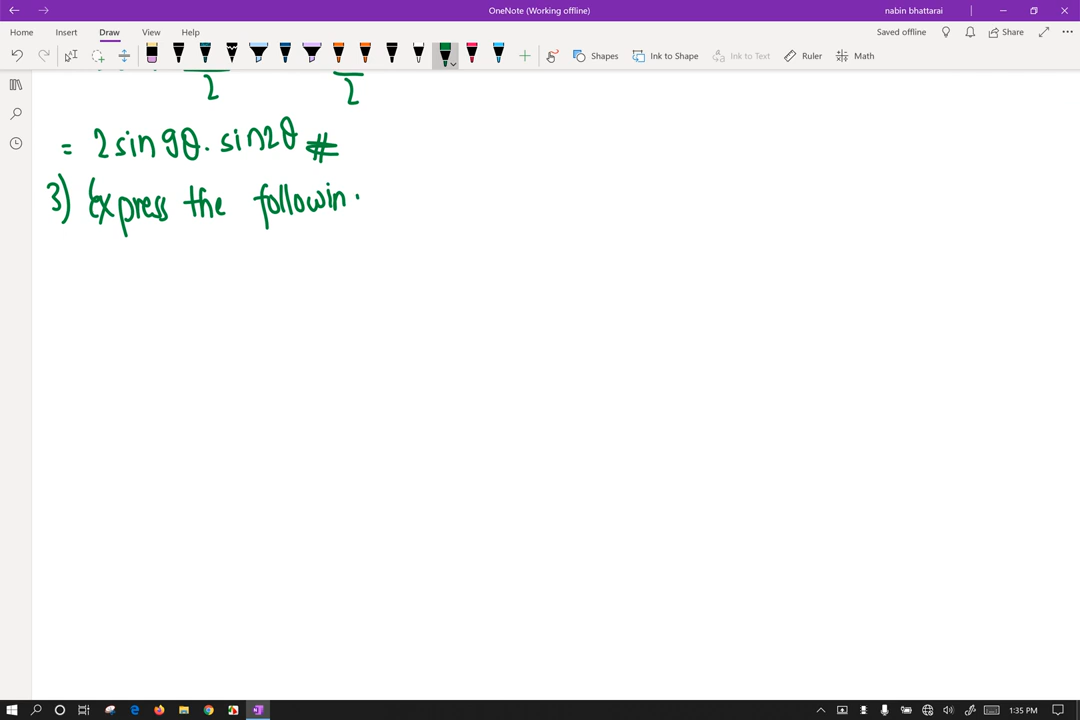 OneNote (Working offline)
nabin bhattarai
Home Insert Draw View Help
Saved offline
Share
Shapes
Ink to Shape
Ink to Text
Ruler
Math
2 2
= 2 sin 9θ . sin 2θ #
3) Express the followin .
1:35 PM